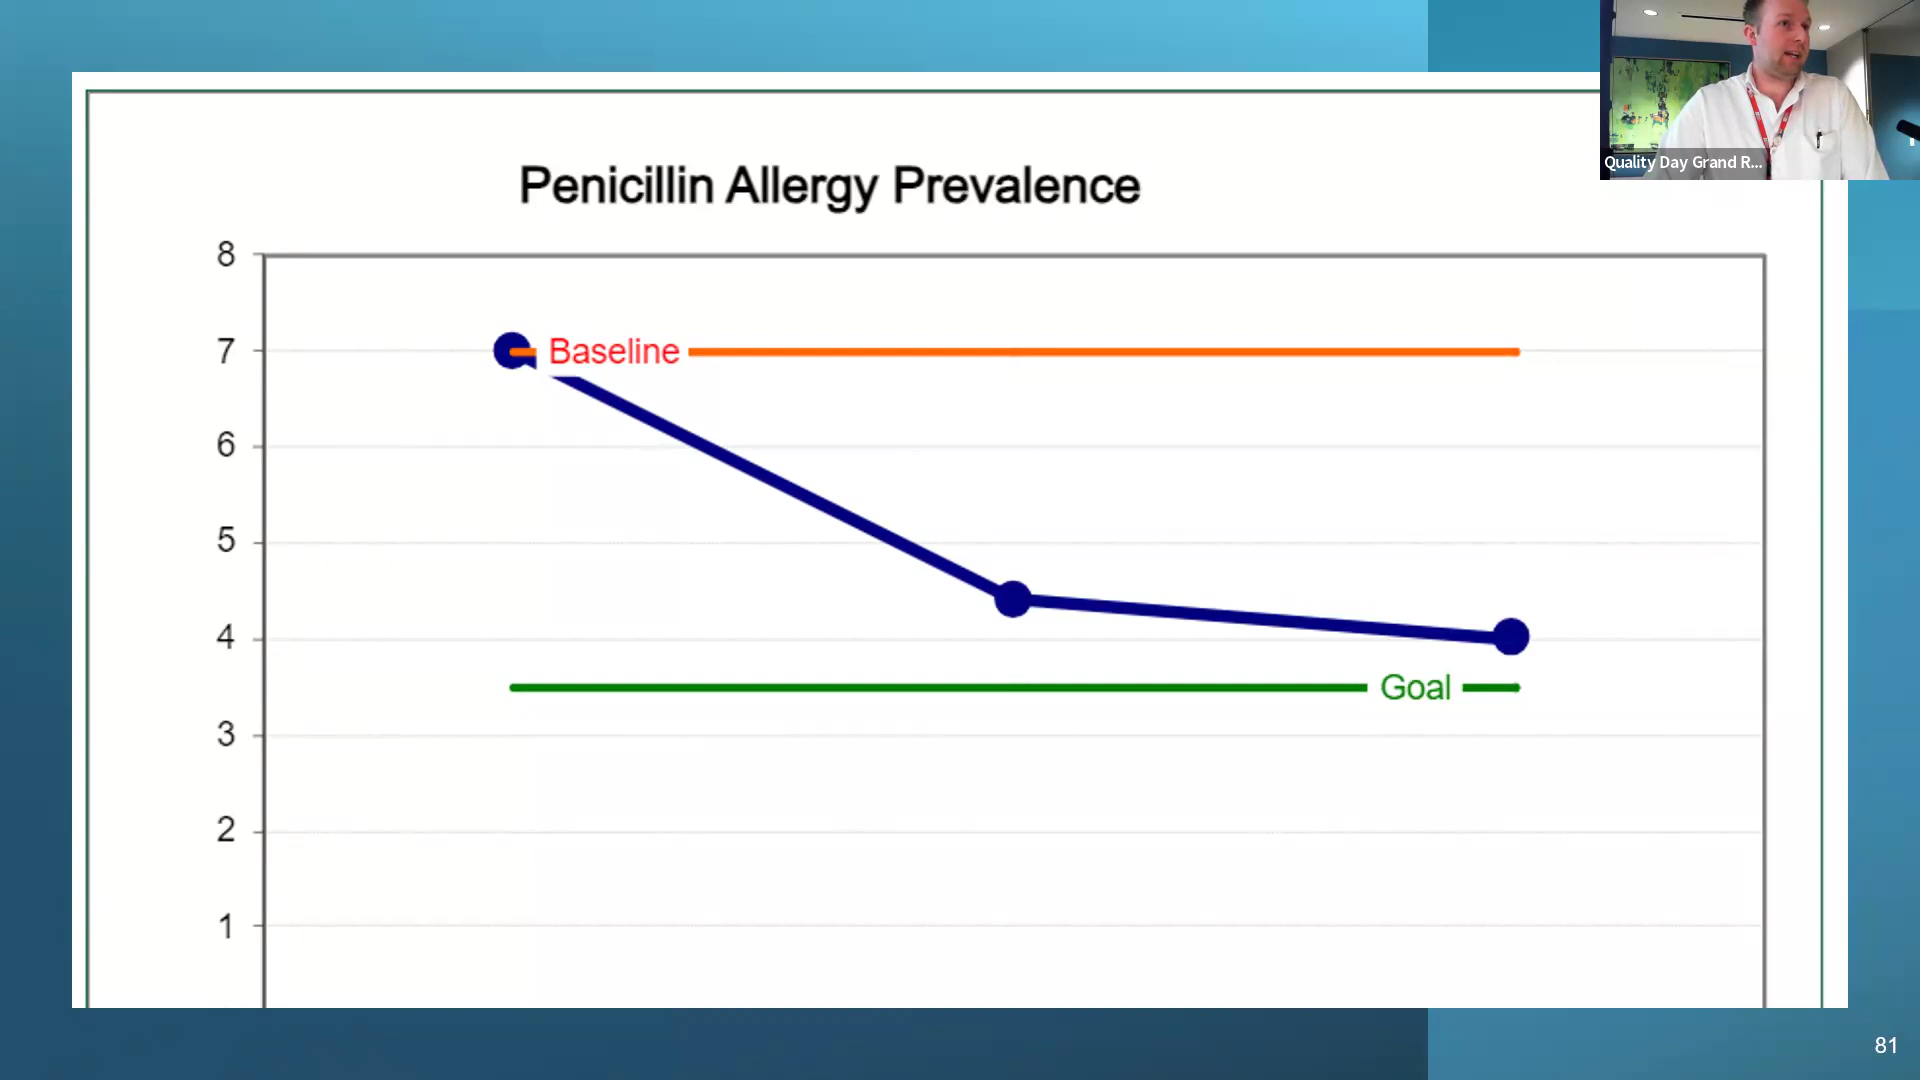 Quality Day Grand R...
Penicillin Allergy Prevalence
8
7
Baseline
6
5
4
Goal
3
2
1
81